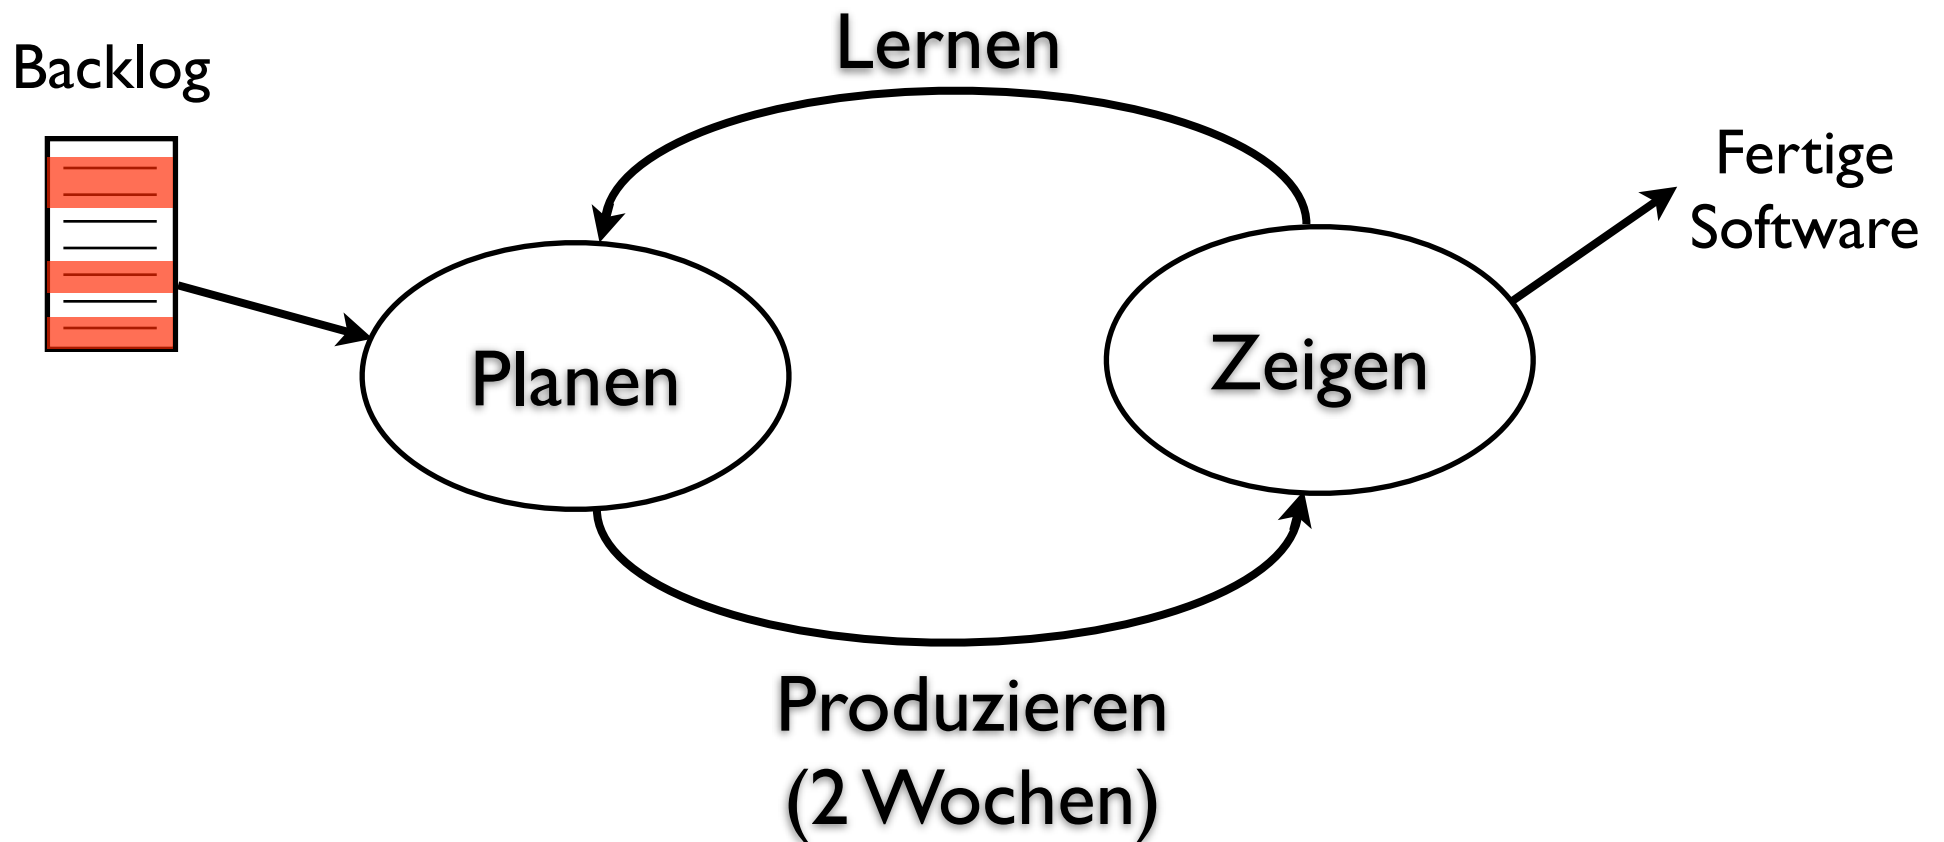 Lernen
Backlog
Fertige
Software
Planen
Zeigen
Produzieren
(2 Wochen)